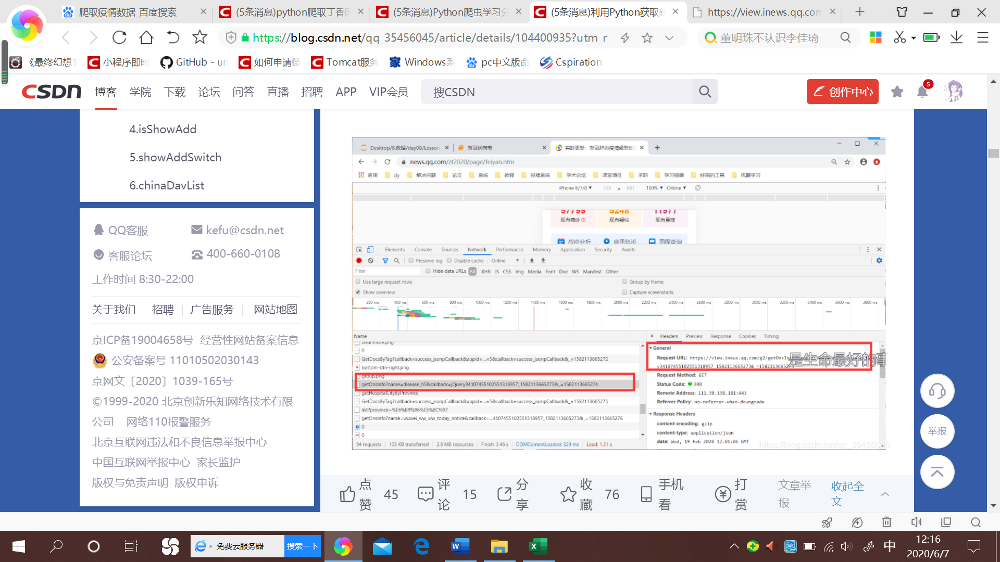 爬取疫情数据_百度搜索
(5条消息)python爬取丁香园
(5条消息)Python爬虫学习分
(5条消息)利用Python获取新
https://view.inews.qq.com
https://blog.csdn.net/qq_35456045/article/details/104400935?utm_r
董明珠不认识李佳琦
《最终幻想1
小程序即时
GitHub - un
如何申请微
Tomcat服务
Windows系
pc中文版命
Cspiration
CSDN
博客
学院
下载
论坛
问答
直播
招聘
APP
VIP会员
搜CSDN
创作中心
5
4.isShowAdd
5.showAddSwitch
6.chinaDayList
QQ客服
kefu@csdn.net
客服论坛
400-660-0108
工作时间 8:30-22:00
关于我们
招聘
广告服务
网站地图
京ICP备19004658号 经营性网站备案信息
公安备案号 11010502030143
京网文〔2020〕1039-165号
©1999-2020 北京创新乐知网络技术有限
公司 网络110报警服务
北京互联网违法和不良信息举报中心
中国互联网举报中心 家长监护
版权与免责声明 版权申诉
Desktop/8.数据/day08/Lesson
新冠状病毒
实时更新：新冠肺炎疫情最新动
news.qq.com/zt2020/page/feiyan.htm
应用
dy
解决问题
论文
系统
教程
投稿系统
学术论坛
课堂项目
求职
学习视频
好用的工具
机器学习
iPhone 6/7/8
375 × 667
100%
Online
57799
5248
11977
现有确诊
现有疑似
现有重症
战疫分析
病患轨迹
同程查询
Elements Console Sources Network Performance Memory Application Security Audits
Preserve log Disable cache Online
Filter
Hide data URLs All XHR JS CSS Img Media Font Doc WS Manifest Other
Use large request rows
Group by frame
Show overview
Capture screenshots
200 ms 400 ms 600 ms 800 ms 1000 ms 1200 ms 1400 ms 1600 ms 1800 ms 2000 ms 2200 ms 2400 ms 2600 ms 2800 ms 3000 ms 3200 ms 3400 ms 3600 ms 3800 ms
Name
0
GetDocsByTag?callback=success_jsonpCallback&appid=...=5&callback=success_jsonpCallback&_=1582113665272
bottom-btn-right.png
group.png
getOnsInfo?name=disease_h5&callback=jQuery34107455102551318957_1582113665273&_=1582113665274
getHospitalCityByProvince
GetDocsByTag?callback=success_jsonpCallback&appid=...=5&callback=success_jsonpCallback&_=1582113665275
list?province=%E6%B9%96%E5%8C%97
getOnsInfo?name=wuwei_ww_ww_today_notice&callback=...4107455102551318957_1582113665273&_=1582113665276
0
0
94 requests
103 KB transferred
2.6 MB resources
Finish: 3.46 s
DOMContentLoaded: 329 ms
Load: 1.31 s
Headers Preview Response Cookies Timing
General
Request URL: https://view.inews.qq.com/g2/getOnsIn
y34107455102551318957_1582113665273&_=1582113665274
是生命最好的事
Request Method: GET
Status Code: 200
Remote Address: 111.30.138.181:443
Referrer Policy: no-referrer-when-downgrade
Response Headers
content-encoding: gzip
content-type: application/json
date: Wed, 19 Feb 2020 12:01:06 GMT
https://blog.csdn.net/qq_35456045
点赞 45
评论 15
分享
收藏 76
手机看
打赏
文章举报
收起全文
举报
免费云服务器
搜索一下
中
12:16
2020/6/7